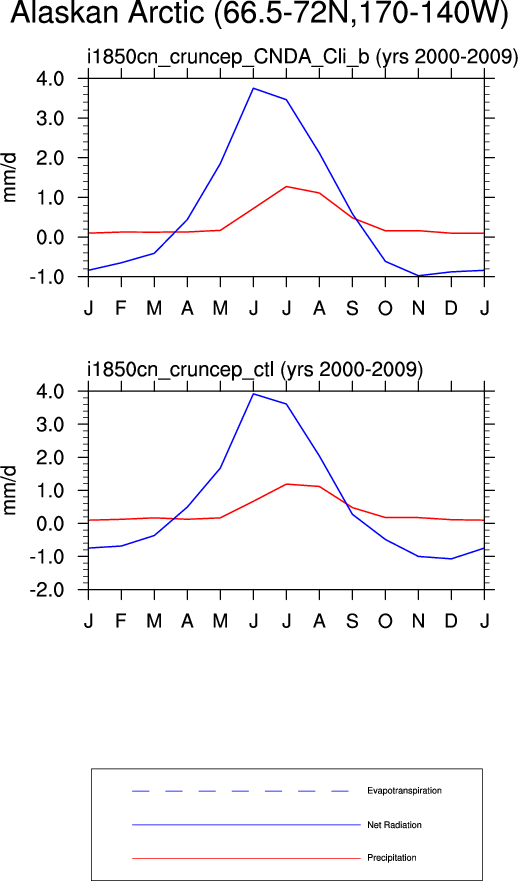 Alaskan Arctic (66.5-72N,170-140W)
i1850cn_cruncep_CNDA_Cli_b (yrs 2000-2009)
4.0
3.0
2.0
1.0
0.0
-1.0
mm/d
J F M A M J J A S O N D J
i1850cn_cruncep_ctl (yrs 2000-2009)
4.0
3.0
2.0
1.0
0.0
-1.0
-2.0
mm/d
J F M A M J J A S O N D J
Evapotranspiration
Net Radiation
Precipitation